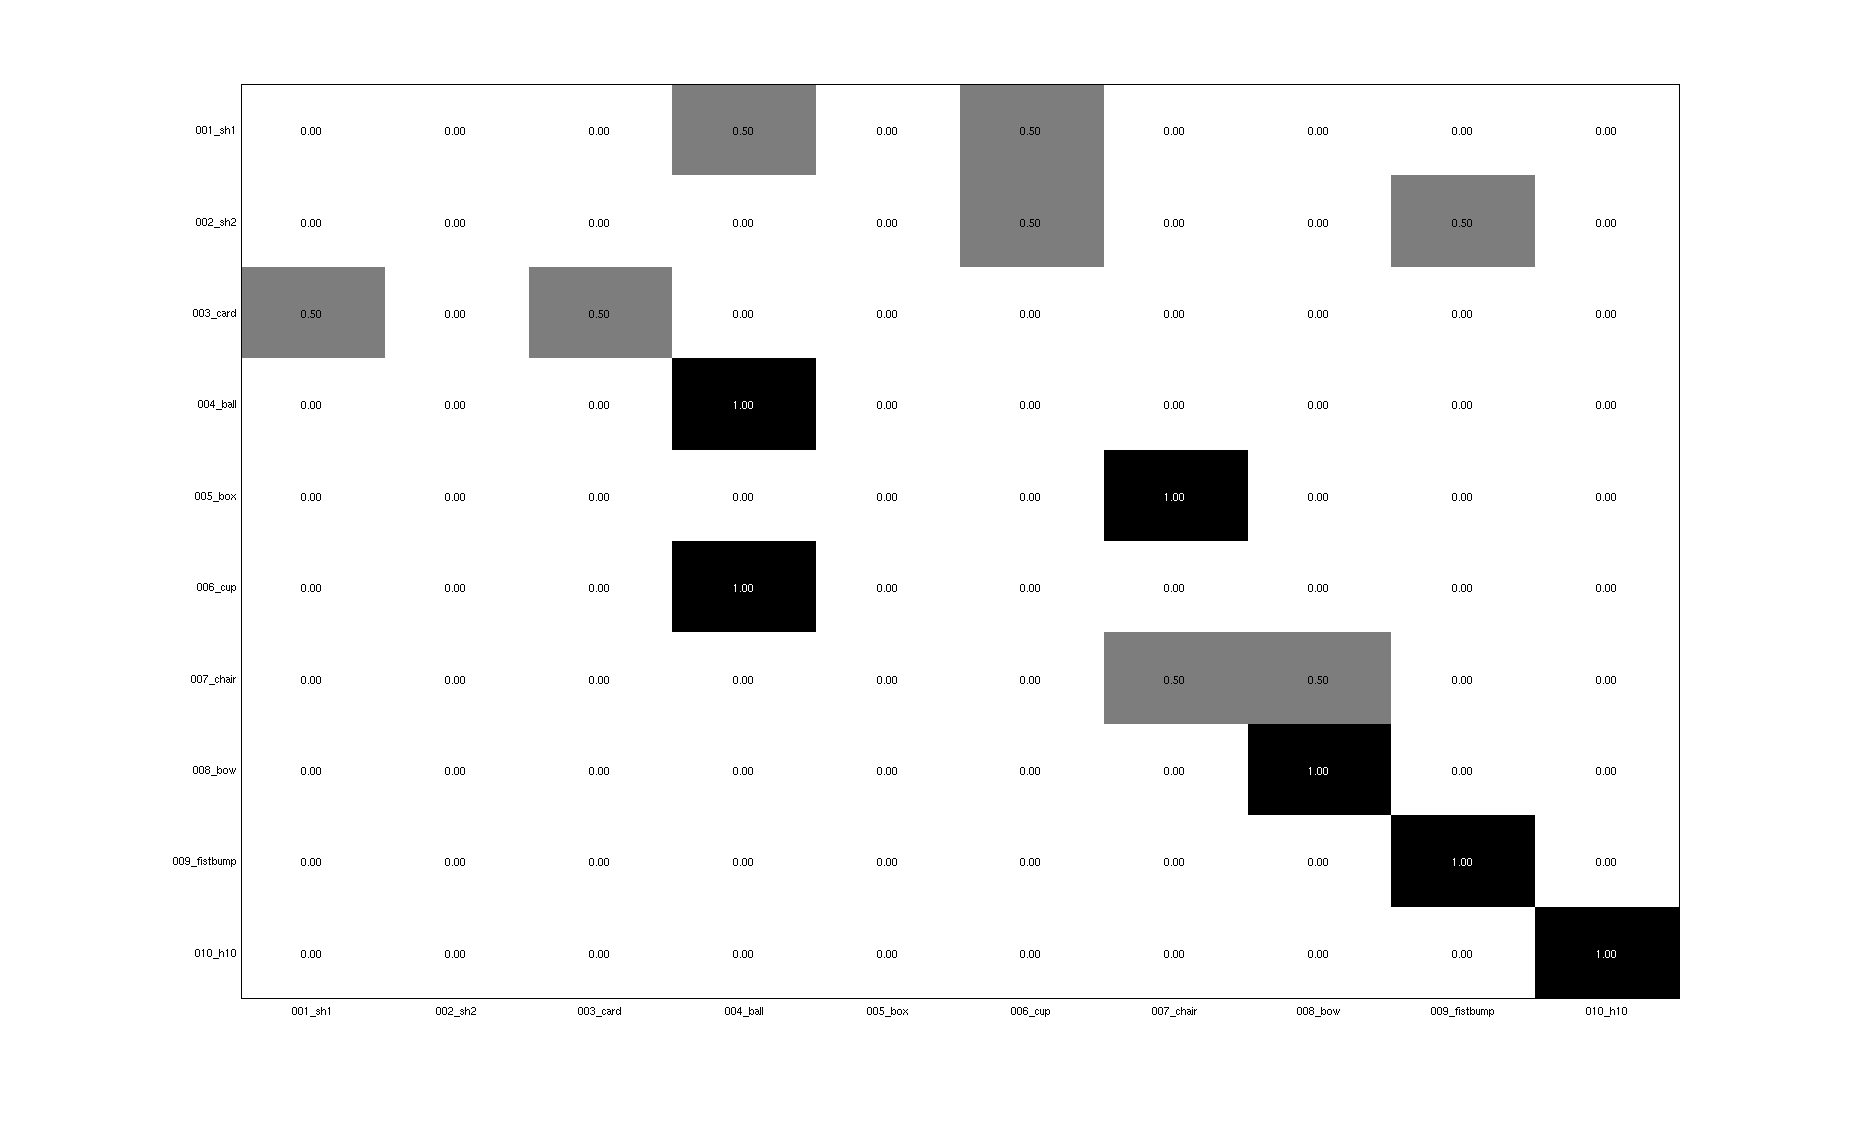 001_sh1 0.00 0.00 0.00 0.50 0.00 0.50 0.00 0.00 0.00 0.00
002_sh2 0.00 0.00 0.00 0.00 0.00 0.50 0.00 0.00 0.50 0.00
003_card 0.50 0.00 0.50 0.00 0.00 0.00 0.00 0.00 0.00 0.00
004_ball 0.00 0.00 0.00 1.00 0.00 0.00 0.00 0.00 0.00 0.00
005_box 0.00 0.00 0.00 0.00 0.00 0.00 1.00 0.00 0.00 0.00
006_cup 0.00 0.00 0.00 1.00 0.00 0.00 0.00 0.00 0.00 0.00
007_chair 0.00 0.00 0.00 0.00 0.00 0.00 0.50 0.50 0.00 0.00
008_bow 0.00 0.00 0.00 0.00 0.00 0.00 0.00 1.00 0.00 0.00
009_fistbump 0.00 0.00 0.00 0.00 0.00 0.00 0.00 0.00 1.00 0.00
010_h10 0.00 0.00 0.00 0.00 0.00 0.00 0.00 0.00 0.00 1.00
001_sh1 002_sh2 003_card 004_ball 005_box 006_cup 007_chair 008_bow 009_fistbump 010_h10